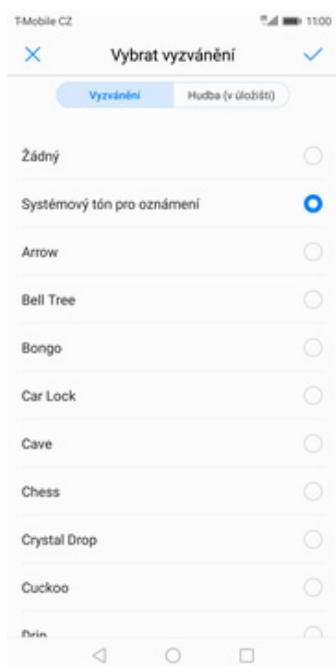 T-Mobile CZ 11:00
Vybrat vyzvánění
Vyzvánění Hudba (v úložišti)
Žádný
Systémový tón pro oznámení
Arrow
Bell Tree
Bongo
Car Lock
Cave
Chess
Crystal Drop
Cuckoo
Drip